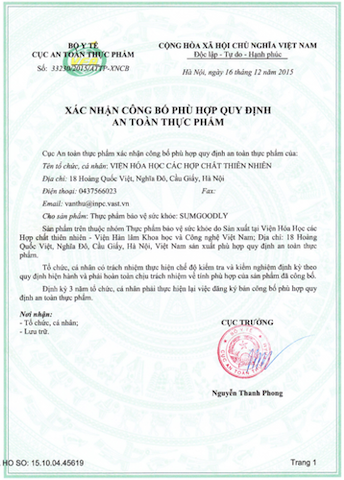 BỘ Y TẾ
CỤC AN TOÀN THỰC PHẨM
Số: 33239/2015/ATTP-XNCB
CỘNG HÒA XÃ HỘI CHỦ NGHĨA VIỆT NAM
Độc lập - Tự do - Hạnh phúc
Hà Nội, ngày 16 tháng 12 năm 2015
XÁC NHẬN CÔNG BỐ PHÙ HỢP QUY ĐỊNH
AN TOÀN THỰC PHẨM
Cục An toàn thực phẩm xác nhận công bố phù hợp quy định an toàn thực phẩm của:
Tên tổ chức, cá nhân: VIỆN HÓA HỌC CÁC HỢP CHẤT THIÊN NHIÊN
Địa chỉ: 18 Hoàng Quốc Việt, Nghĩa Đô, Cầu Giấy, Hà Nội
Điện thoại: 0437566023 Fax:
Email: vanthu@inpc.vast.vn
Cho sản phẩm: Thực phẩm bảo vệ sức khỏe: SUMGOODLY
Sản phẩm trên thuộc nhóm Thực phẩm bảo vệ sức khỏe do Sản xuất tại Viện Hóa Học các
Hợp chất thiên nhiên - Viện Hàn lâm Khoa học và Công nghệ Việt Nam; Địa chỉ: 18 Hoàng
Quốc Việt, Nghĩa Đô, Cầu Giấy, Hà Nội, Việt Nam sản xuất phù hợp quy định an toàn thực
phẩm.
Tổ chức, cá nhân có trách nhiệm thực hiện chế độ kiểm tra và kiểm nghiệm định kỳ theo
quy định hiện hành và phải hoàn toàn chịu trách nhiệm về tính phù hợp của sản phẩm đã công bố.
Định kỳ 3 năm tổ chức, cá nhân phải thực hiện lại việc đăng ký bản công bố phù hợp quy
định an toàn thực phẩm.
Nơi nhận:
- Tổ chức, cá nhân;
- Lưu trữ.
CỤC TRƯỞNG
Nguyễn Thanh Phong
HO SO: 15.10.04.45619
Trang 1